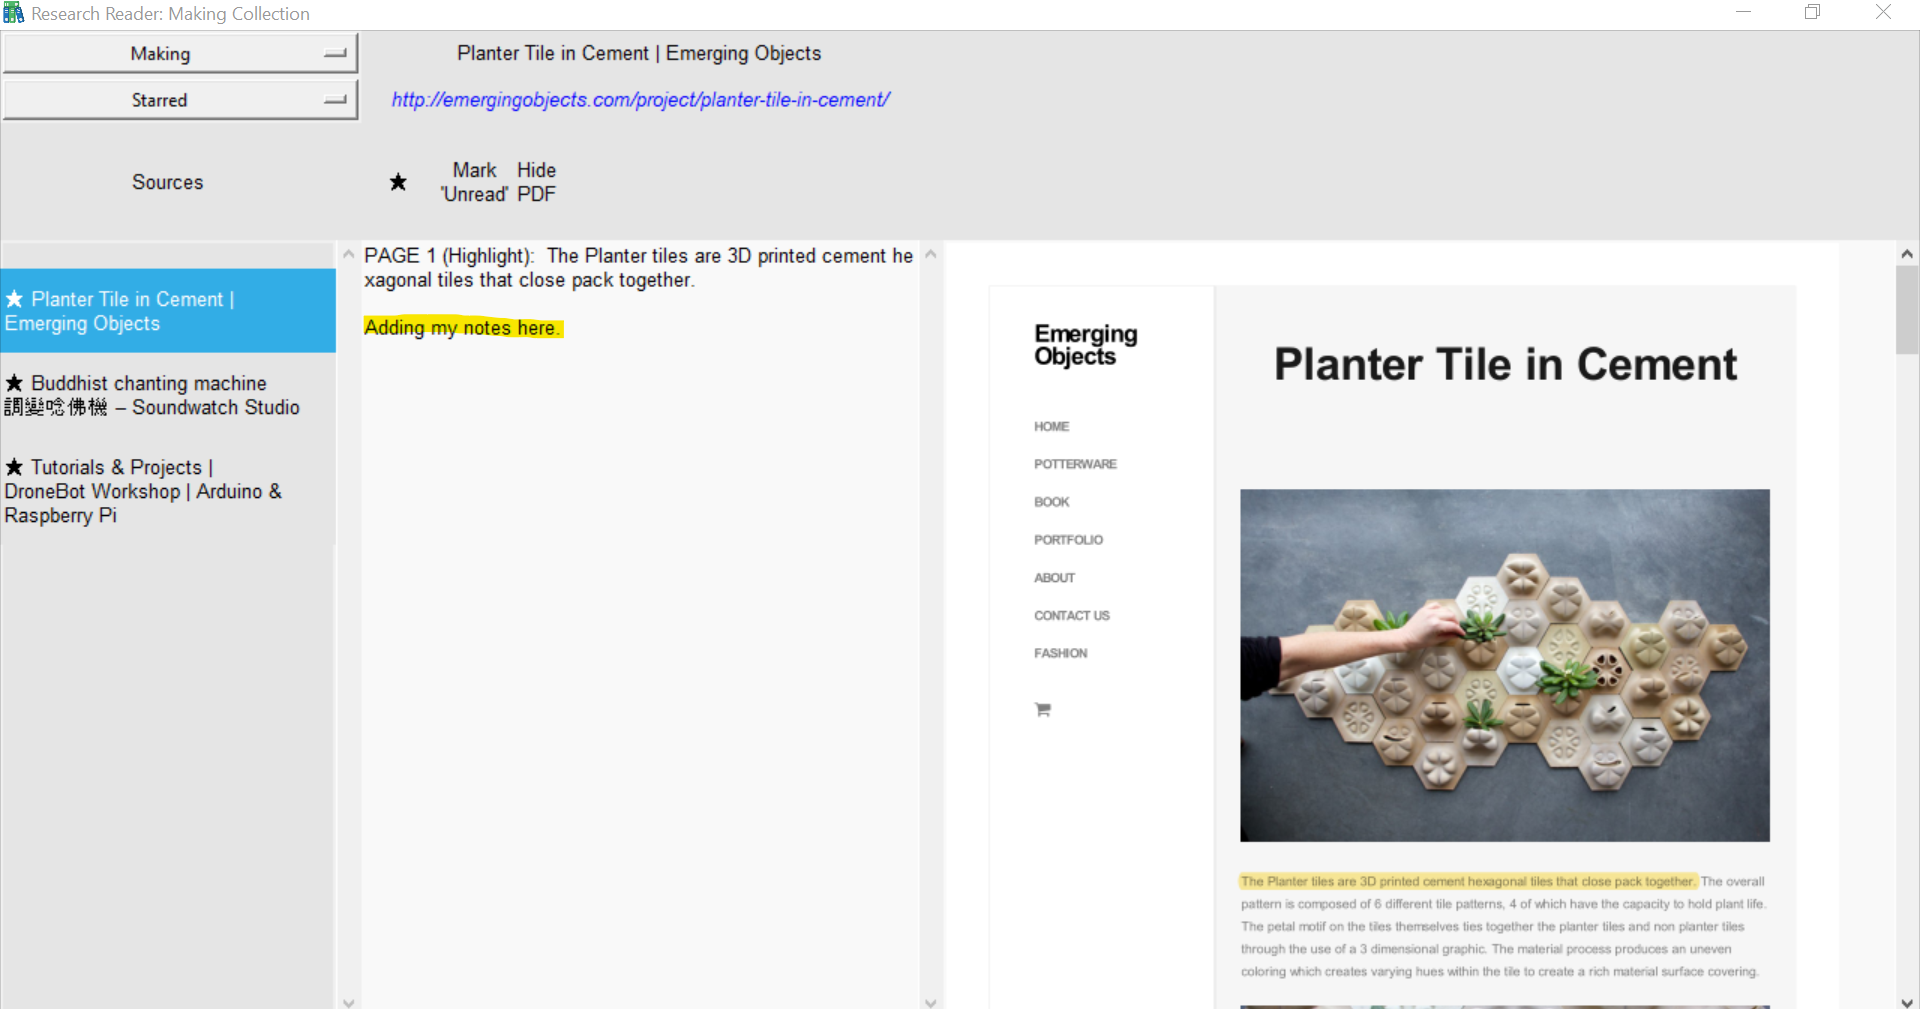 Research Reader: Making Collection
Making
Starred
Planter Tile in Cement | Emerging Objects
http://emergingobjects.com/project/planter-tile-in-cement/
Sources
★
Mark
'Unread'
Hide
PDF
★ Planter Tile in Cement |
Emerging Objects
★ Buddhist chanting machine
調變唸佛機 – Soundwatch Studio
★ Tutorials & Projects |
DroneBot Workshop | Arduino &
Raspberry Pi
PAGE 1 (Highlight):  The Planter tiles are 3D printed cement he
xagonal tiles that close pack together.
Adding my notes here.
Emerging
Objects
HOME
POTTERWARE
BOOK
PORTFOLIO
ABOUT
CONTACT US
FASHION
Planter Tile in Cement
The Planter tiles are 3D printed cement hexagonal tiles that close pack together. The overall
pattern is composed of 6 different tile patterns, 4 of which have the capacity to hold plant life.
The petal motif on the tiles themselves ties together the planter tiles and non planter tiles
through the use of a 3 dimensional graphic. The material process produces an uneven
coloring which creates varying hues within the tile to create a rich material surface covering.